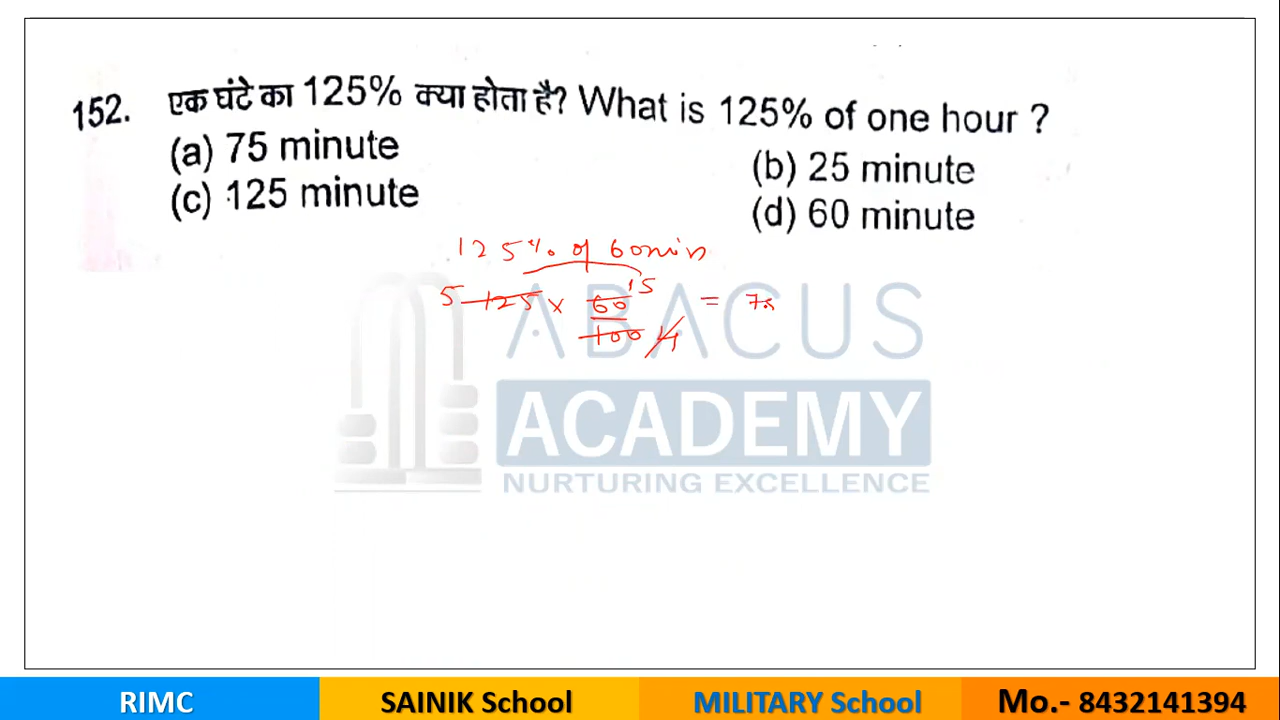 152. एक घंटे का 125% क्या होता है? What is 125% of one hour ?
(a) 75 minute (b) 25 minute
(c) 125 minute (d) 60 minute
125% of 60min
5 125 × 60 15 = 75
100 4
ABACUS
ACADEMY
NURTURING EXCELLENCE
RIMC SAINIK School MILITARY School Mo.- 8432141394